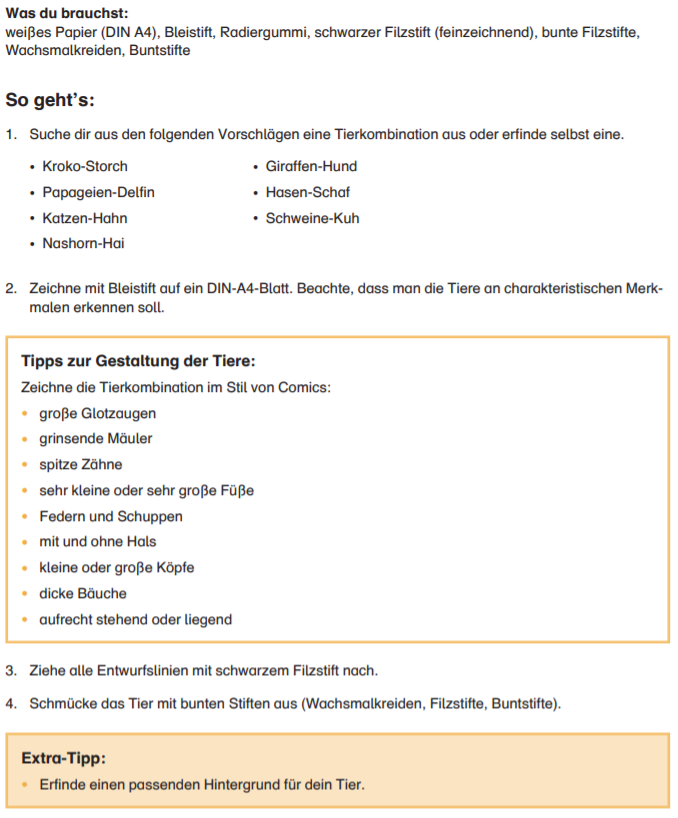 Was du brauchst:
weißes Papier (DIN A4), Bleistift, Radiergummi, schwarzer Filzstift (feinzeichnend), bunte Filzstifte,
Wachsmalkreiden, Buntstifte
So geht's:
1. Suche dir aus den folgenden Vorschlägen eine Tierkombination aus oder erfinde selbst eine.
• Kroko-Storch
• Papageien-Delfin
• Katzen-Hahn
• Nashorn-Hai
• Giraffen-Hund
• Hasen-Schaf
• Schweine-Kuh
2. Zeichne mit Bleistift auf ein DIN-A4-Blatt. Beachte, dass man die Tiere an charakteristischen Merk-
malen erkennen soll.
Tipps zur Gestaltung der Tiere:
Zeichne die Tierkombination im Stil von Comics:
• große Glotzaugen
• grinsende Mäuler
• spitze Zähne
• sehr kleine oder sehr große Füße
• Federn und Schuppen
• mit und ohne Hals
• kleine oder große Köpfe
• dicke Bäuche
• aufrecht stehend oder liegend
3. Ziehe alle Entwurfslinien mit schwarzem Filzstift nach.
4. Schmücke das Tier mit bunten Stiften aus (Wachsmalkreiden, Filzstifte, Buntstifte).
Extra-Tipp:
• Erfinde einen passenden Hintergrund für dein Tier.